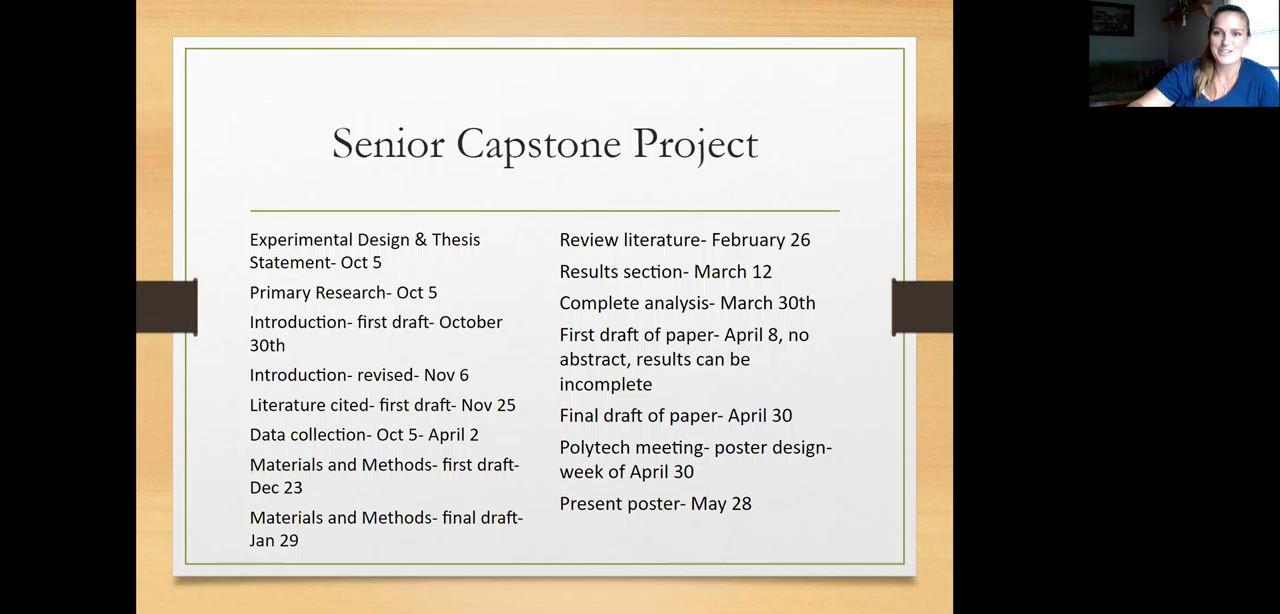 Senior Capstone Project
Experimental Design & Thesis
Statement- Oct 5
Primary Research- Oct 5
Introduction- first draft- October
30th
Introduction- revised- Nov 6
Literature cited- first draft- Nov 25
Data collection- Oct 5- April 2
Materials and Methods- first draft-
Dec 23
Materials and Methods- final draft-
Jan 29
Review literature- February 26
Results section- March 12
Complete analysis- March 30th
First draft of paper- April 8, no
abstract, results can be
incomplete
Final draft of paper- April 30
Polytech meeting- poster design-
week of April 30
Present poster- May 28